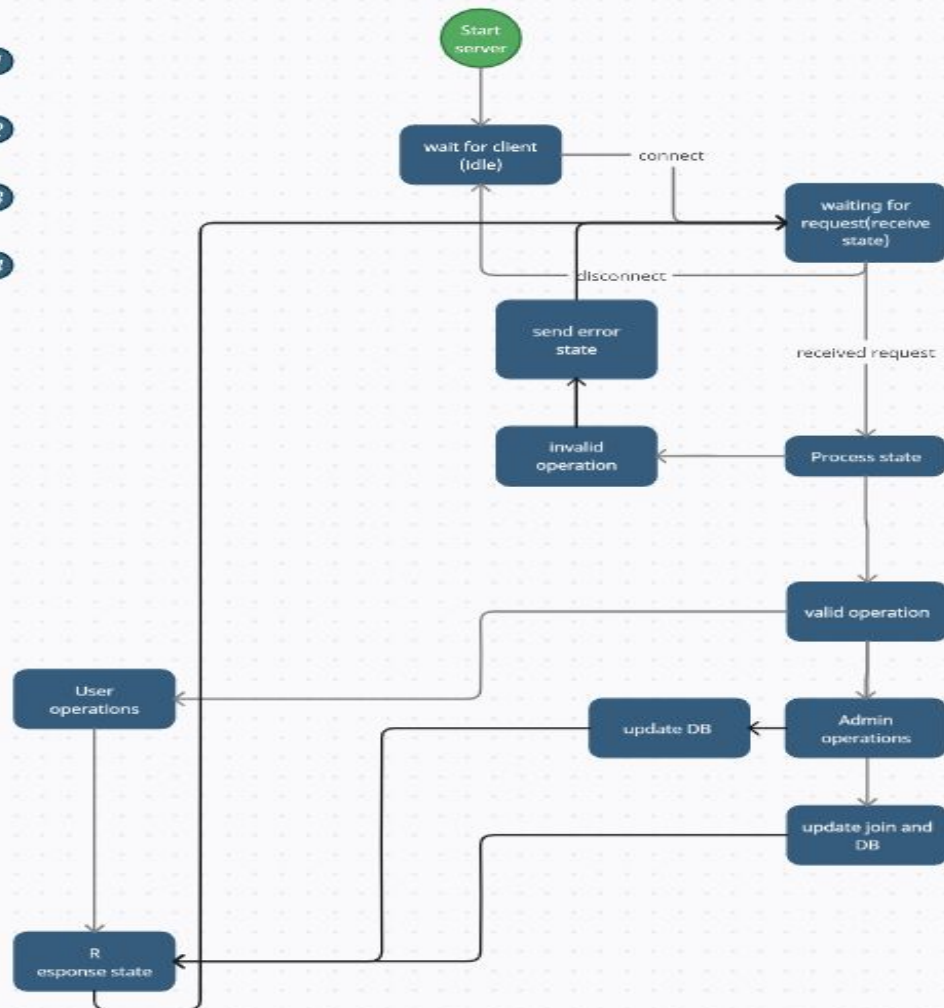 Start
server
wait for client
(Idle)
connect
waiting for
request(receive
state)
disconnect
send error
state
received request
invalid
operation
Process state
valid operation
User
operations
update DB
Admin
operations
update join and
DB
R
esponse state